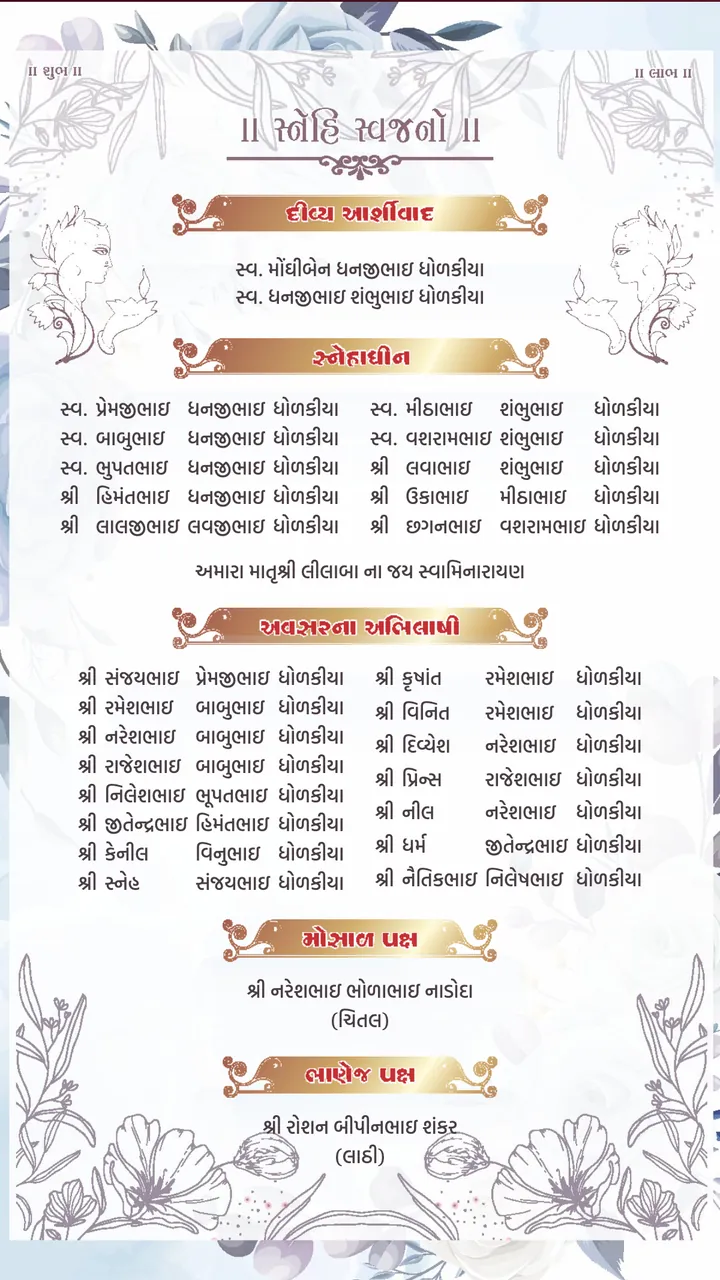 ॥ શુભ ॥
॥ લાભ ॥
॥ સ્નેહિ સ્વજનો ॥
દીવ્ય આર્શીવાદ
સ્વ. મોંઘીબેન ધનજીભાઇ ધોળકીયા
સ્વ. ધનજીભાઇ શંભુભાઇ ધોળકીયા
સ્નેહાધીન
સ્વ. પ્રેમજીભાઇ ધનજીભાઇ ધોળકીયા
સ્વ. બાબુભાઇ ધનજીભાઇ ધોળકીયા
સ્વ. ભુપતભાઇ ધનજીભાઇ ધોળકીયા
શ્રી હિમંતભાઇ ધનજીભાઇ ધોળકીયા
શ્રી લાલજીભાઇ લવજીભાઇ ધોળકીયા
સ્વ. મીઠાભાઇ શંભુભાઇ ધોળકીયા
સ્વ. વશરામભાઇ શંભુભાઇ ધોળકીયા
શ્રી લવાભાઇ શંભુભાઇ ધોળકીયા
શ્રી ઉકાભાઇ મીઠાભાઇ ધોળકીયા
શ્રી છગનભાઇ વશરામભાઇ ધોળકીયા
અમારા માતૃશ્રી લીલાબા ના જય સ્વામિનારાયણ
અવસરના અભિલાષી
શ્રી સંજયભાઇ પ્રેમજીભાઇ ધોળકીયા
શ્રી રમેશભાઇ બાબુભાઇ ધોળકીયા
શ્રી નરેશભાઇ બાબુભાઇ ધોળકીયા
શ્રી રાજેશભાઇ બાબુભાઇ ધોળકીયા
શ્રી નિલેશભાઇ ભૂપતભાઇ ધોળકીયા
શ્રી જીતેન્દ્રભાઇ હિમંતભાઇ ધોળકીયા
શ્રી કેનીલ વિનુભાઇ ધોળકીયા
શ્રી સ્નેહ સંજયભાઇ ધોળકીયા
શ્રી કૃષાંત રમેશભાઇ ધોળકીયા
શ્રી વિનિત રમેશભાઇ ધોળકીયા
શ્રી દિવ્યેશ નરેશભાઇ ધોળકીયા
શ્રી પ્રિન્સ રાજેશભાઇ ધોળકીયા
શ્રી નીલ નરેશભાઇ ધોળકીયા
શ્રી ધર્મ જીતેન્દ્રભાઇ ધોળકીયા
શ્રી નૈતિકભાઇ નિલેષભાઇ ધોળકીયા
મોસાળ પક્ષ
શ્રી નરેશભાઇ ભોળાભાઇ નાડોદા
(ચિતલ)
ભાણેજ પક્ષ
શ્રી રોશન બીપીનભાઇ શંકર
(લાઠી)